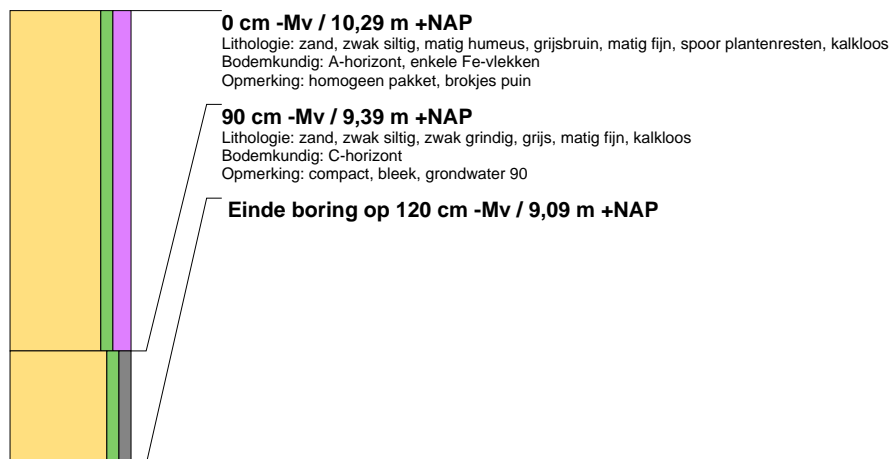 0 cm -Mv / 10,29 m +NAP
Lithologie: zand, zwak siltig, matig humeus, grijsbruin, matig fijn, spoor plantenresten, kalkloos
Bodemkundig: A-horizont, enkele Fe-vlekken
Opmerking: homogeen pakket, brokjes puin
90 cm -Mv / 9,39 m +NAP
Lithologie: zand, zwak siltig, zwak grindig, grijs, matig fijn, kalkloos
Bodemkundig: C-horizont
Opmerking: compact, bleek, grondwater 90
Einde boring op 120 cm -Mv / 9,09 m +NAP